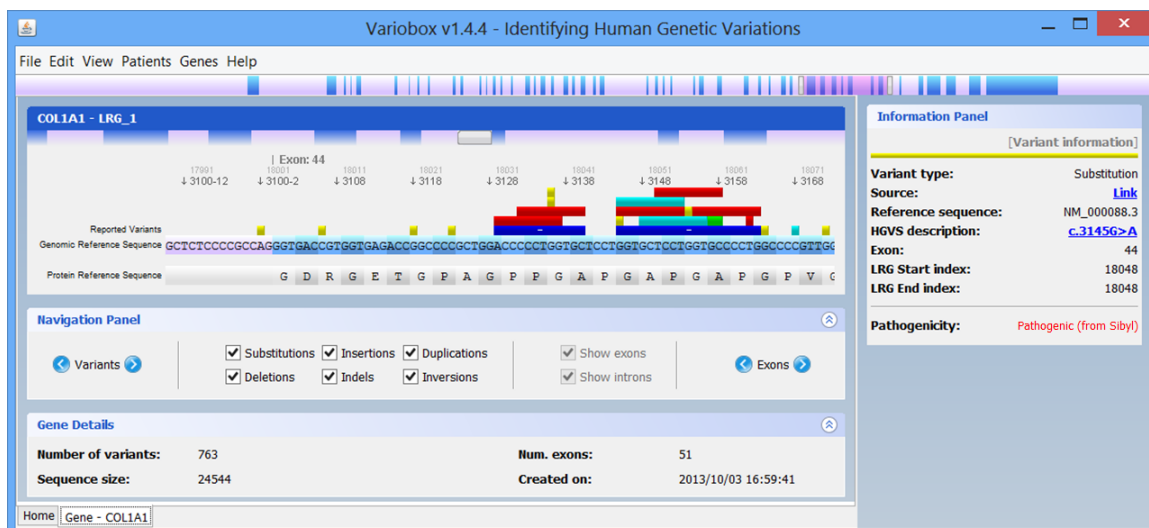 Variobox v1.4.4 - Identifying Human Genetic Variations
File Edit View Patients Genes Help
COL1A1 - LRG_1
| Exon: 44
17991 18001 18011 18021 18031 18041 18051 18061 18071
↓3100-12 ↓3100-2 ↓3108 ↓3118 ↓3128 ↓3138 ↓3148 ↓3158 ↓3168
Reported Variants
Genomic Reference Sequence GCTCTCCCCGCCAGGGTGACCGTGGTGAGACCGGCCCCGCTGGACCCCCTGGTGCTCCTGGTGCTCCTGGTGCCCCTGGCCCCGTTGG
Protein Reference Sequence G D R G E T G P A G P P G A P G A P G A P G P V G
Navigation Panel
Variants
Substitutions Insertions Duplications
Deletions Indels Inversions
Show exons
Show introns
Exons
Gene Details
Number of variants: 763 Num. exons: 51
Sequence size: 24544 Created on: 2013/10/03 16:59:41
Home Gene - COL1A1
Information Panel
[Variant information]
Variant type: Substitution
Source: Link
Reference sequence: NM_000088.3
HGVS description: c.3145G>A
Exon: 44
LRG Start index: 18048
LRG End index: 18048
Pathogenicity: Pathogenic (from Sibyl)